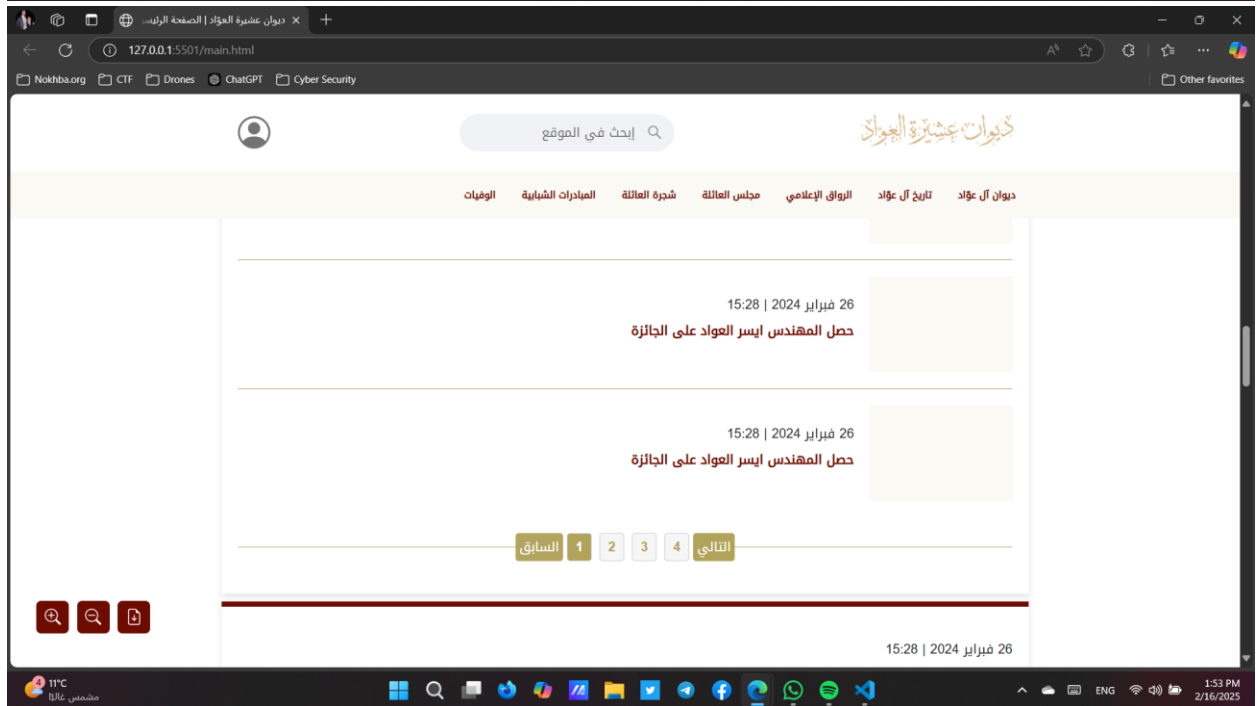 ديوان عشيرة العوّاد | الصفحة الرئيسـ
127.0.0.1:5501/main.html
Nokhba.org CTF Drones ChatGPT Cyber Security Other favorites
ديوان عشيرة العواد
إبحث في الموقع
ديوان آل عوّاد تاريخ آل عوّاد الرواق الإعلامي مجلس العائلة شجرة العائلة المبادرات الشبابية الوفيات
26 فبراير 2024 | 15:28
حصل المهندس ايسر العواد على الجائزة
26 فبراير 2024 | 15:28
حصل المهندس ايسر العواد على الجائزة
التالي 4 3 2 1 السابق
26 فبراير 2024 | 15:28
4 11°C
مشمس غالبًا
ENG 1:53 PM
2/16/2025